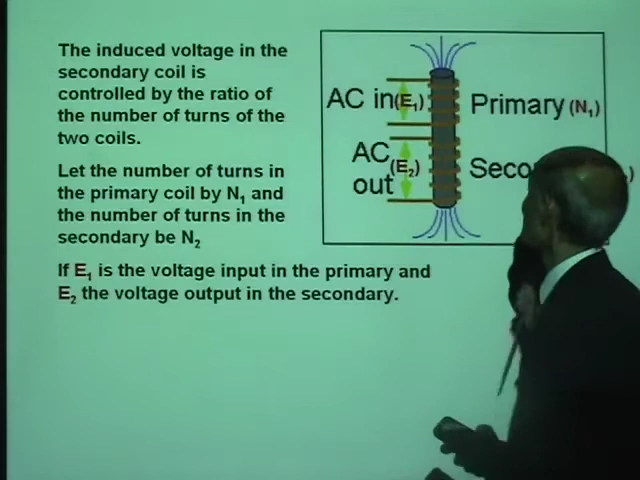 The induced voltage in the
secondary coil is
controlled by the ratio of
the number of turns of the
two coils.
Let the number of turns in
the primary coil by N₁ and
the number of turns in the
secondary be N₂
If E₁ is the voltage input in the primary and
E₂ the voltage output in the secondary.
AC in(E₁)
Primary (N₁)
AC (E₂)
out